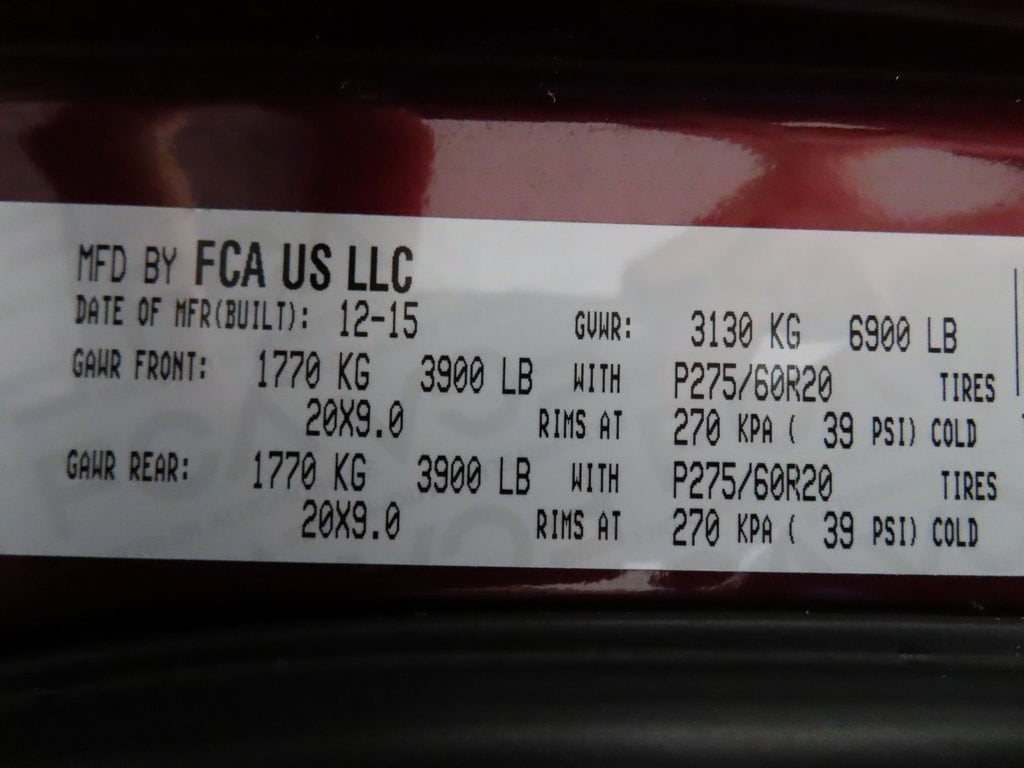 MFD BY FCA US LLC
DATE OF MFR(BUILT): 12-15 GVWR: 3130 KG 6900 LB
GAWR FRONT: 1770 KG 3900 LB WITH P275/60R20 TIRES
20X9.0 RIMS AT 270 KPA ( 39 PSI) COLD
GAWR REAR: 1770 KG 3900 LB WITH P275/60R20 TIRES
20X9.0 RIMS AT 270 KPA ( 39 PSI) COLD